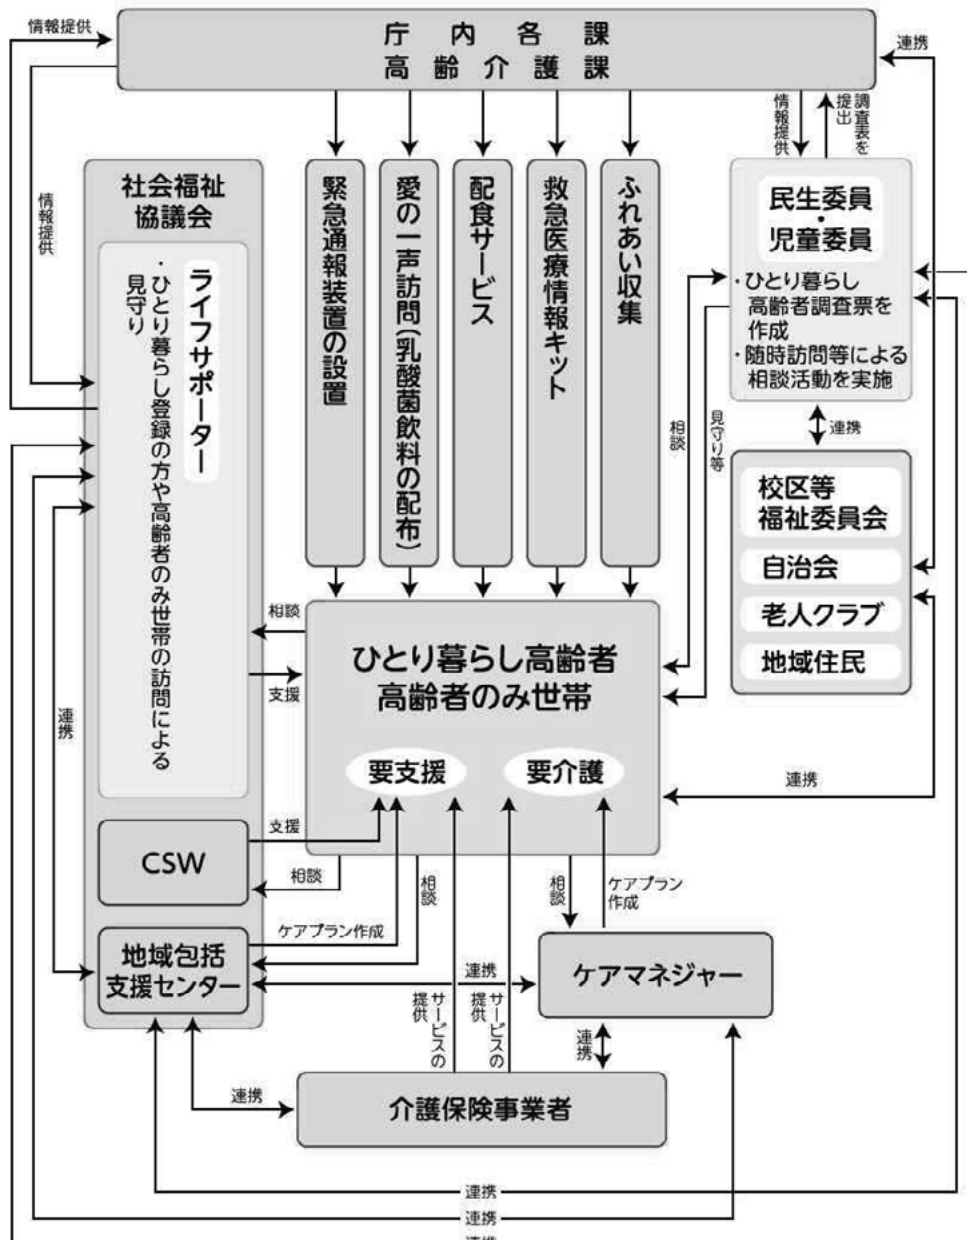 情報提供
庁内各課
高齢介護課
連携
情報提供
調査表を
提出
情報提供
社会福祉
協議会
ライフサポーター
・ひとり暮らし登録の方や高齢者のみ世帯の訪問による
見守り
緊急通報装置の設置
愛の一声訪問(乳酸菌飲料の配布)
配食サービス
救急医療情報キット
ふれあい収集
民生委員
・
児童委員
・ひとり暮らし
高齢者調査票を
作成
・随時訪問等による
相談活動を実施
相談
見守り等
連携
校区等
福祉委員会
自治会
老人クラブ
地域住民
相談
支援
ひとり暮らし高齢者
高齢者のみ世帯
要支援
要介護
連携
連携
支援
CSW
相談
相談
相談
ケアプラン
作成
ケアプラン作成
地域包括
支援センター
連携
ケアマネジャー
サービスの
提供
サービスの
提供
連携
連携
介護保険事業者
連携
連携
連携